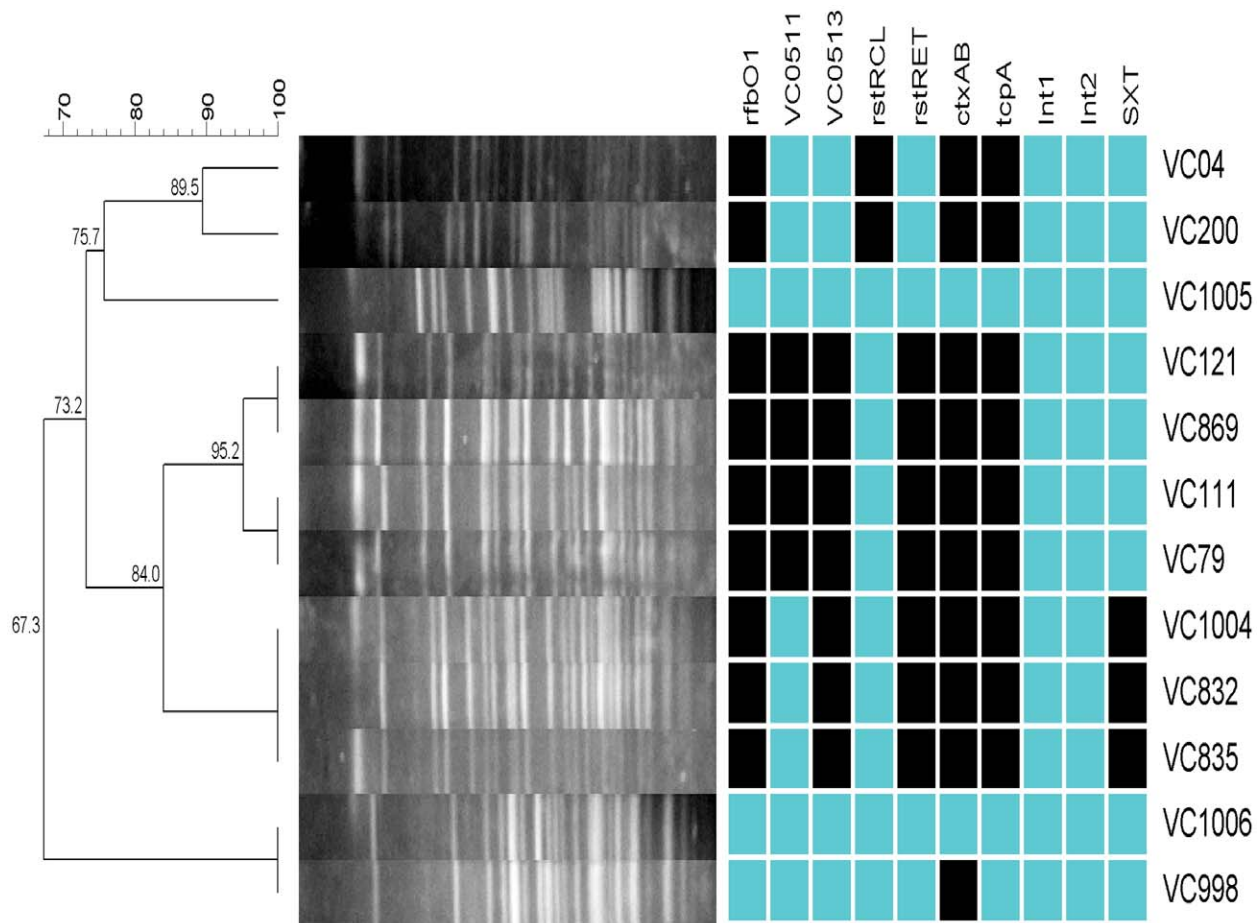 70 80 90 100
rfbO1 VC0511 VC0513 rstRCL rstRET ctxAB tcpA Int1 Int2 SXT
VC04
89.5
VC200
75.7
VC1005
VC121
73.2
VC869
95.2
VC111
VC79
84.0
VC1004
67.3
VC832
VC835
VC1006
VC998